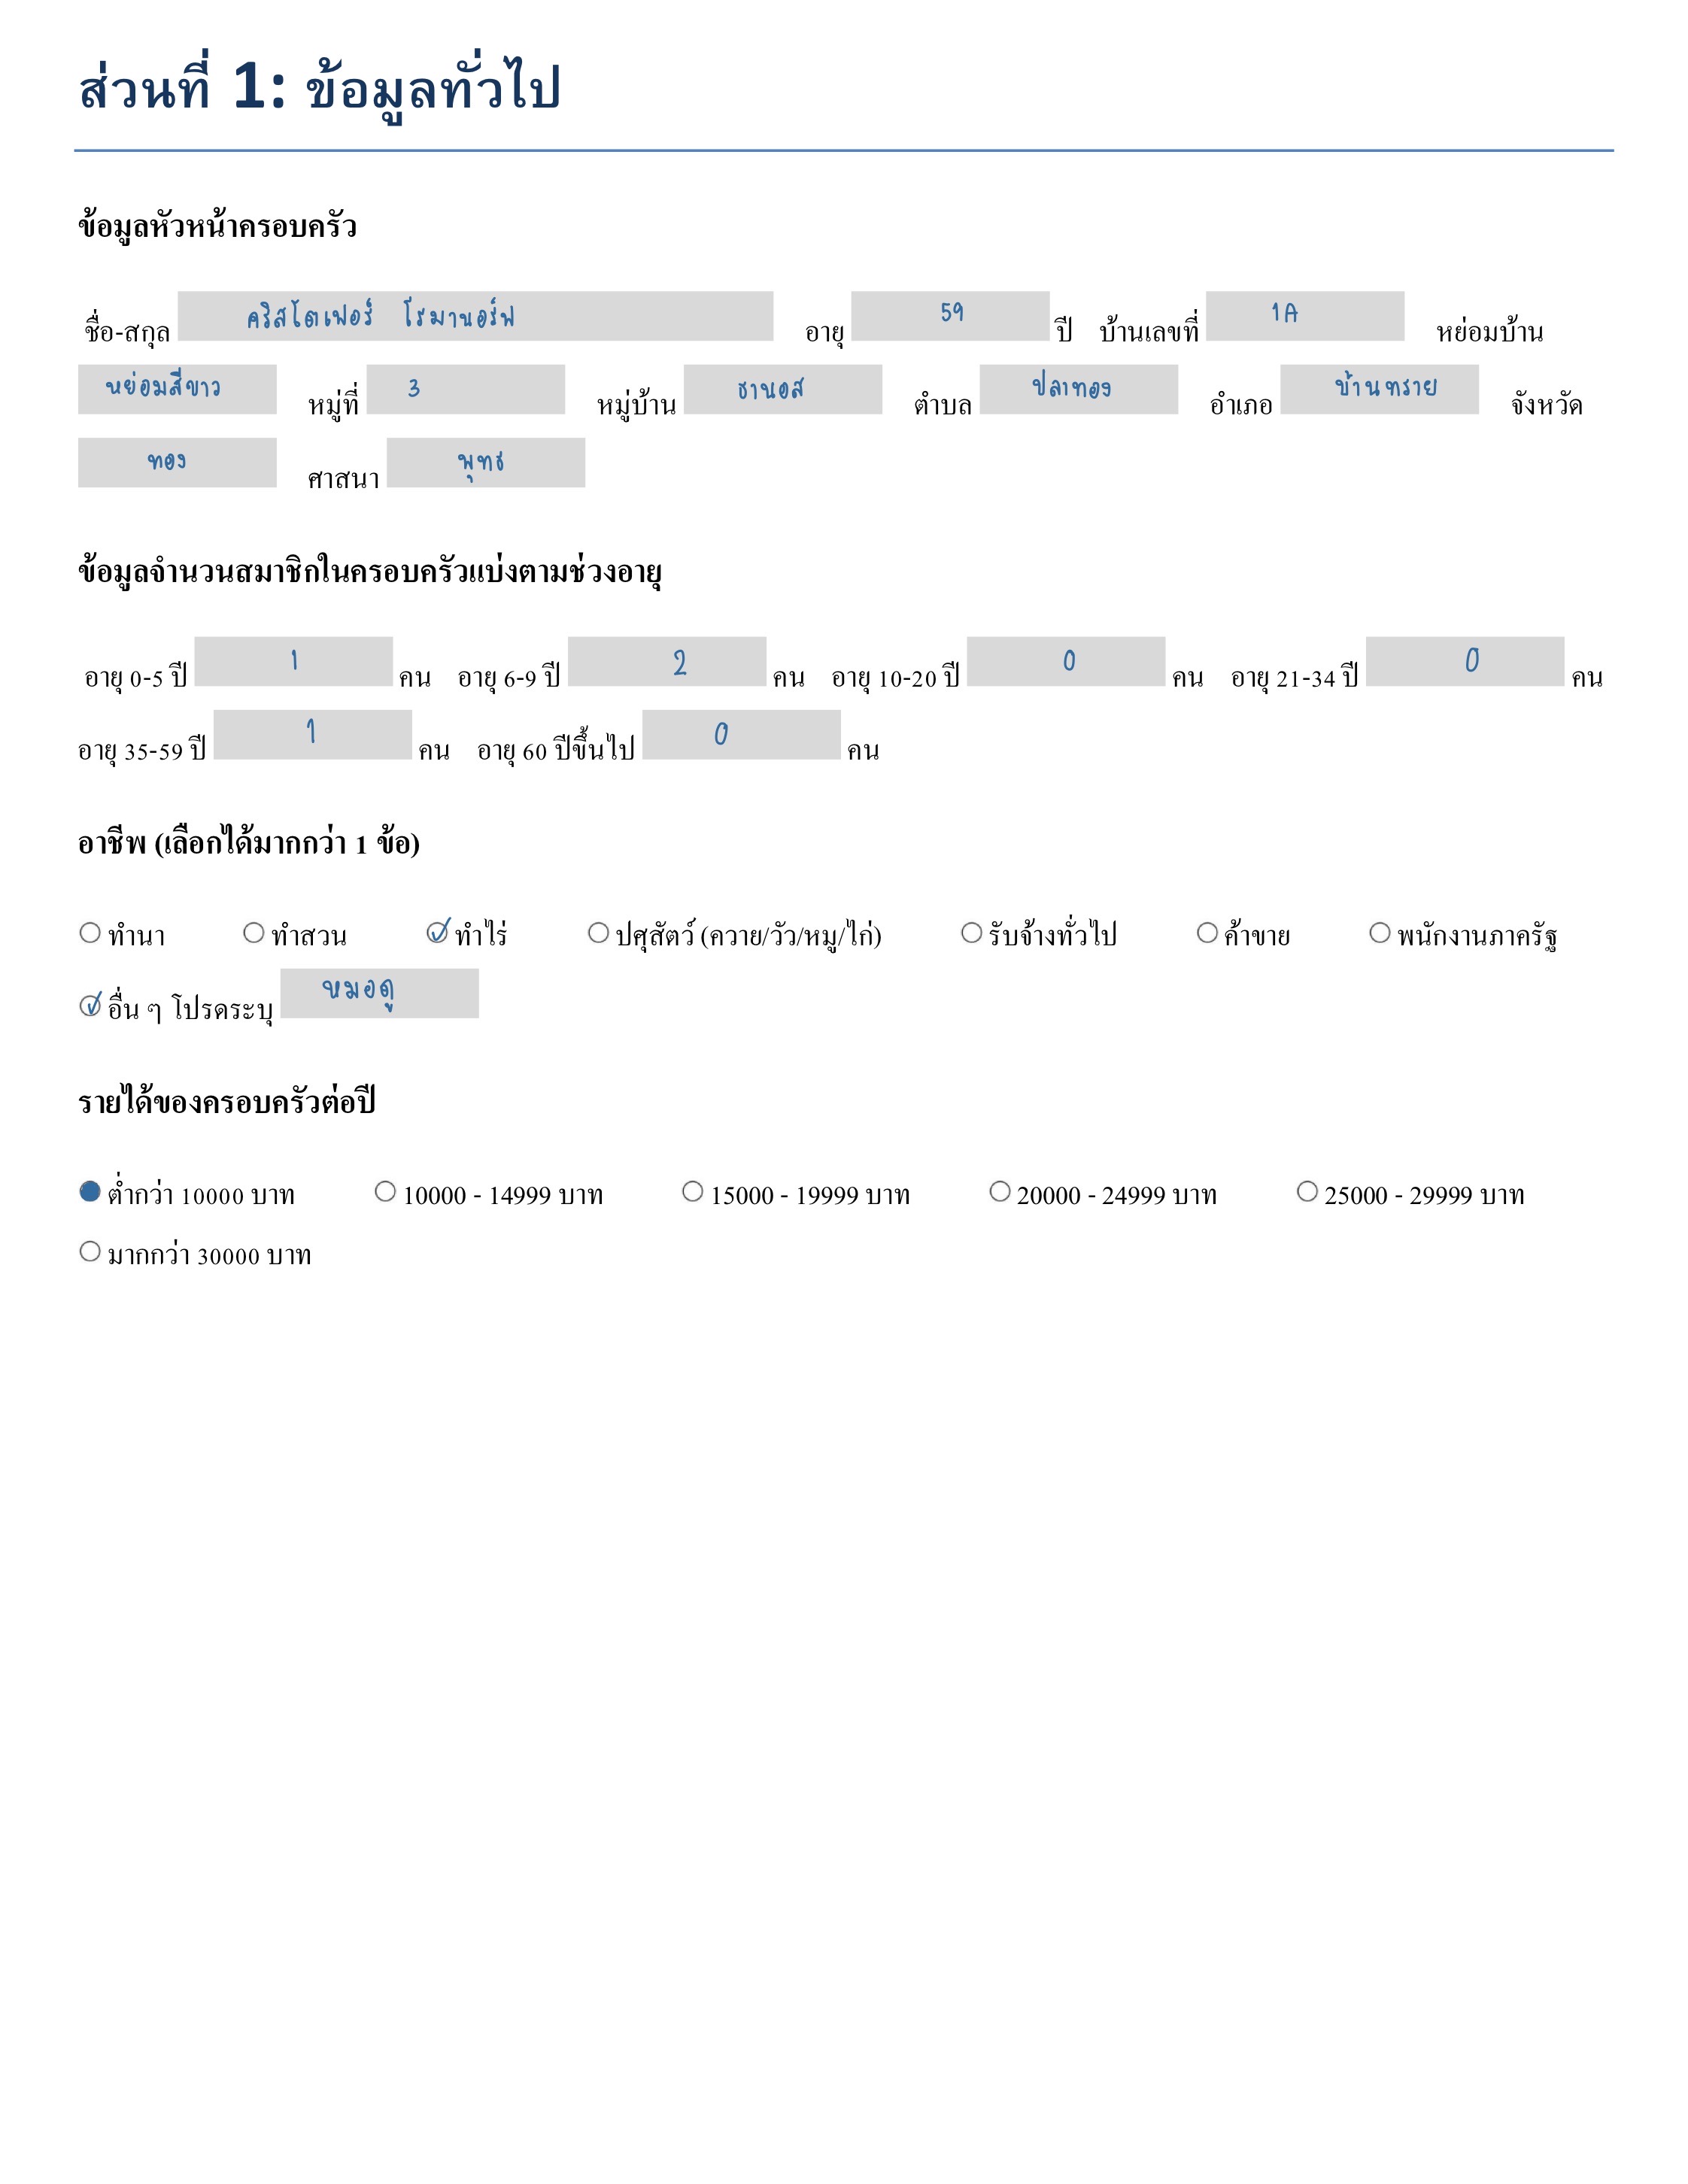 ส่วนที่ 1: ข้อมูลทั่วไป
ข้อมูลหัวหน้าครอบครัว
ชื่อ-สกุล คริสโตเฟอร์ โรมานอร์ฟ อายุ 59 ปี บ้านเลขที่ 1A หย่อมบ้าน
หย่อมสีขาว หมู่ที่ 3 หมู่บ้าน ธานอส ตำบล ปลาทอง อำเภอ บ้านทราย จังหวัด
ทอง ศาสนา พุทธ
ข้อมูลจำนวนสมาชิกในครอบครัวแบ่งตามช่วงอายุ
อายุ 0-5 ปี 1 คน อายุ 6-9 ปี 2 คน อายุ 10-20 ปี 0 คน อายุ 21-34 ปี 0 คน
อายุ 35-59 ปี 1 คน อายุ 60 ปีขึ้นไป 0 คน
อาชีพ (เลือกได้มากกว่า 1 ข้อ)
ทำนา ทำสวน ทำไร่ ปศุสัตว์ (ควาย/วัว/หมู/ไก่) รับจ้างทั่วไป ค้าขาย พนักงานภาครัฐ
อื่น ๆ โปรดระบุ หมอดู
รายได้ของครอบครัวต่อปี
ต่ำกว่า 10000 บาท 10000 - 14999 บาท 15000 - 19999 บาท 20000 - 24999 บาท 25000 - 29999 บาท
มากกว่า 30000 บาท